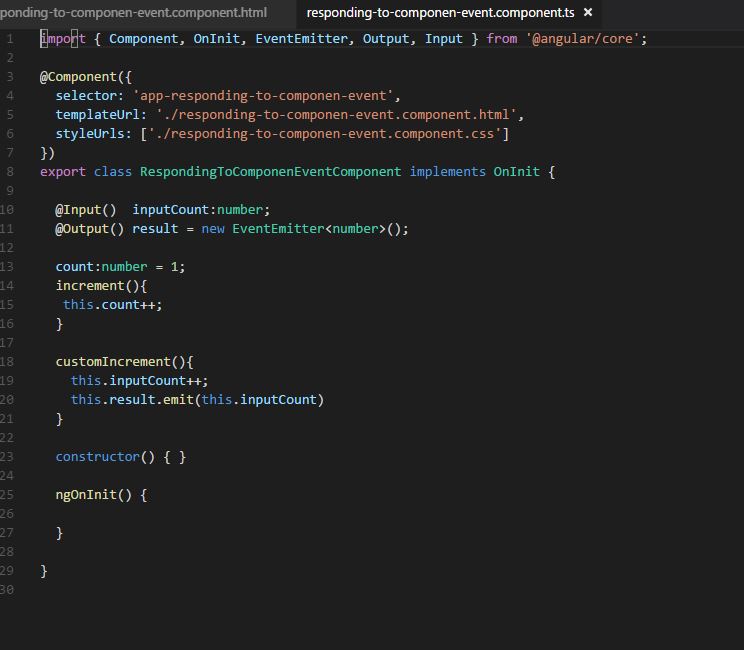 ponding-to-componen-event.component.html responding-to-componen-event.component.ts ×
1 import { Component, OnInit, EventEmitter, Output, Input } from '@angular/core';
2
3 @Component({
4 selector: 'app-responding-to-componen-event',
5 templateUrl: './responding-to-componen-event.component.html',
6 styleUrls: ['./responding-to-componen-event.component.css']
7 })
8 export class RespondingToComponenEventComponent implements OnInit {
9
10 @Input() inputCount:number;
11 @Output() result = new EventEmitter<number>();
12
13 count:number = 1;
14 increment(){
15 this.count++;
16 }
17
18 customIncrement(){
19 this.inputCount++;
20 this.result.emit(this.inputCount)
21 }
22
23 constructor() { }
24
25 ngOnInit() {
26
27 }
28
29 }
30